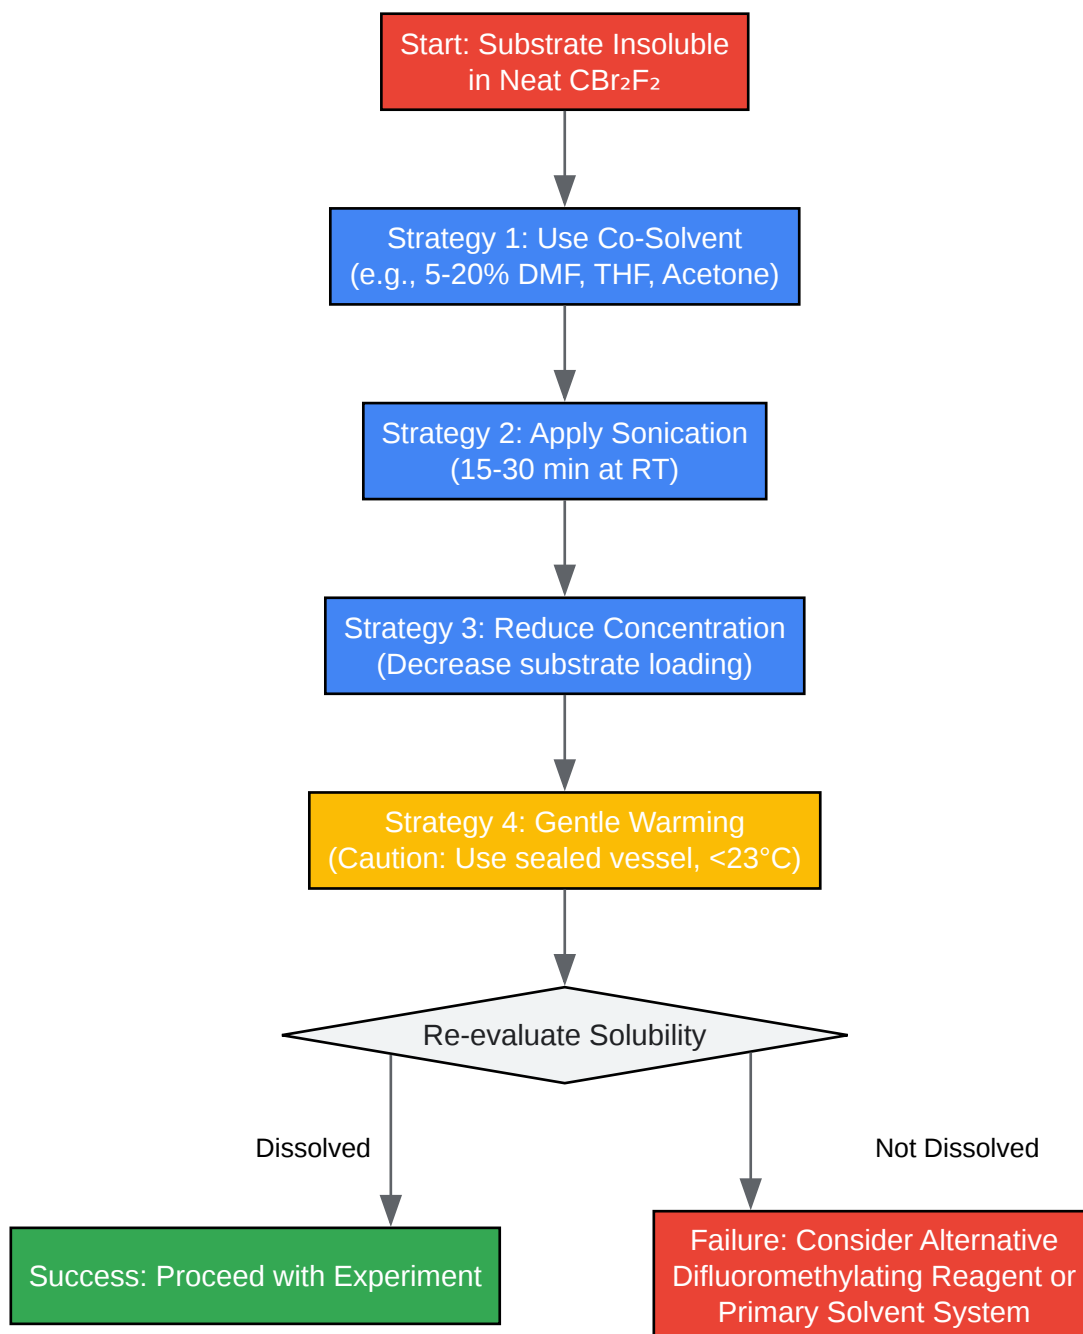 Start: Substrate Insoluble
in Neat CBr₂F₂
Strategy 1: Use Co-Solvent
(e.g., 5-20% DMF, THF, Acetone)
Strategy 2: Apply Sonication
(15-30 min at RT)
Strategy 3: Reduce Concentration
(Decrease substrate loading)
Strategy 4: Gentle Warming
(Caution: Use sealed vessel, <23°C)
Re-evaluate Solubility
Dissolved
Not Dissolved
Success: Proceed with Experiment
Failure: Consider Alternative
Difluoromethylating Reagent or
Primary Solvent System